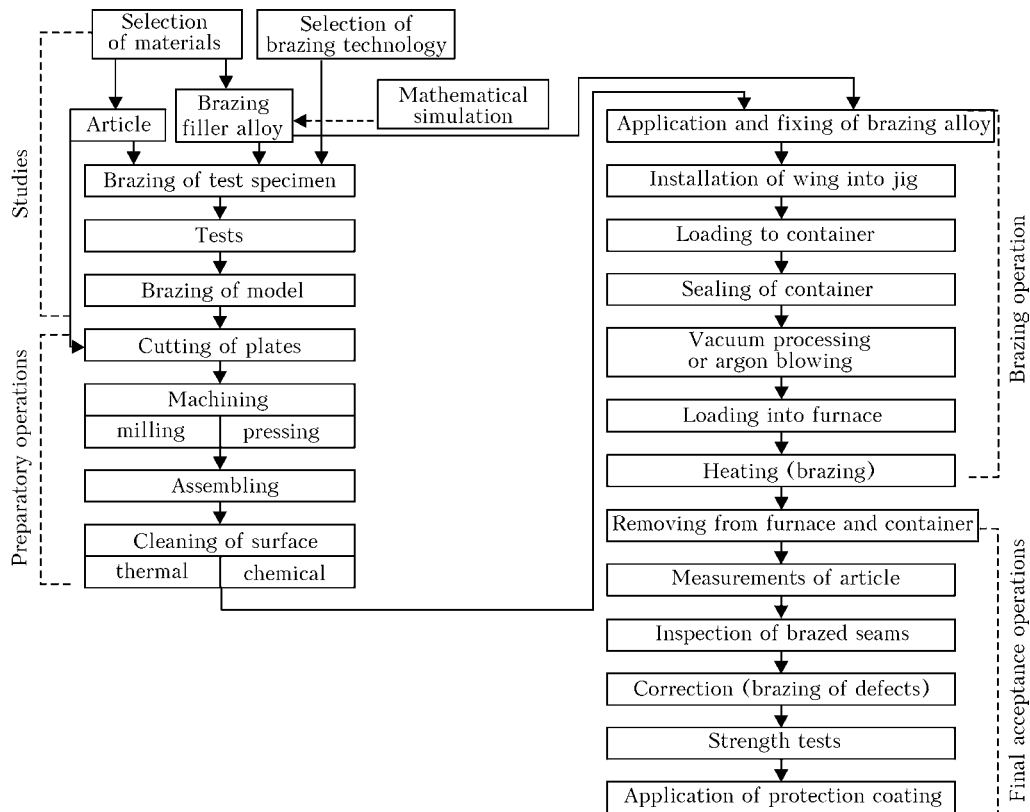 Selection
of materials
Selection of
brazing technology
Article
Brazing
filler alloy
Mathematical
simulation
Brazing of test specimen
Tests
Brazing of model
Studies
Cutting of plates
Machining
milling
pressing
Assembling
Cleaning of surface
thermal
chemical
Preparatory operations
Application and fixing of brazing alloy
Installation of wing into jig
Loading to container
Sealing of container
Vacuum processing
or argon blowing
Loading into furnace
Heating (brazing)
Brazing operation
Removing from furnace and container
Measurements of article
Inspection of brazed seams
Correction (brazing of defects)
Strength tests
Application of protection coating
Final acceptance operations